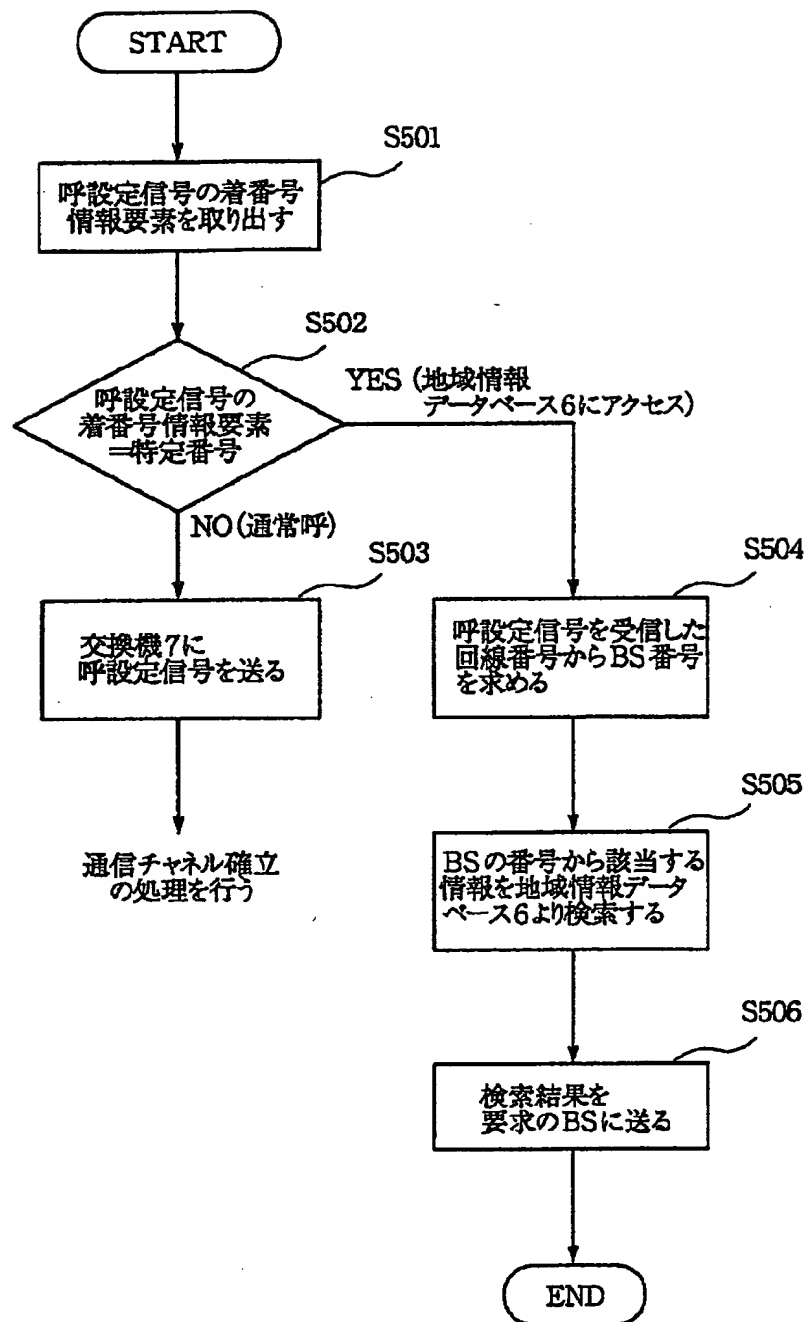 START
S501
呼設定信号の着番号
情報要素を取り出す
S502
呼設定信号の
着番号情報要素
＝特定番号
YES（地域情報
データベース6にアクセス）
NO（通常呼）
S503
交換機7に
呼設定信号を送る
通信チャネル確立
の処理を行う
S504
呼設定信号を受信した
回線番号からBS番号
を求める
S505
BSの番号から該当する
情報を地域情報データ
ベース6より検索する
S506
検索結果を
要求のBSに送る
END